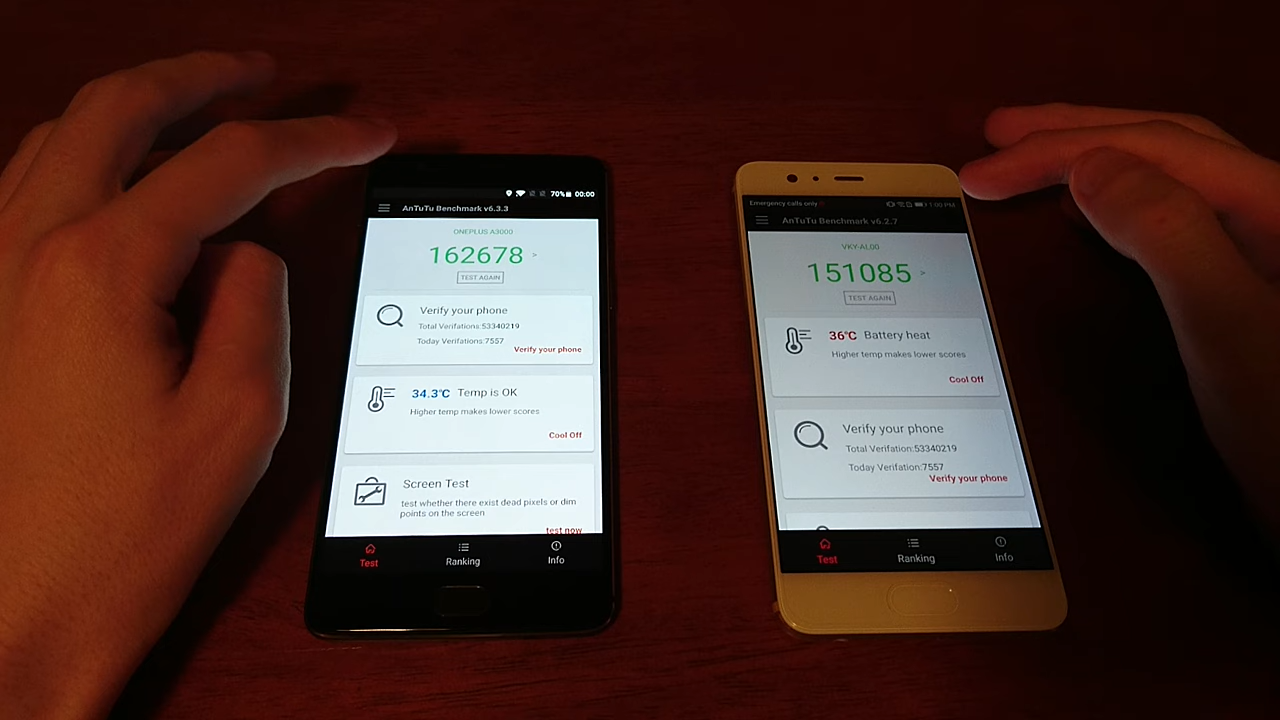 70% 00:00
AnTuTu Benchmark v6.3.3
ONEPLUS A3000
162678 >
TEST AGAIN
Verify your phone
Total Verifations:53340219
Today Verifations:7557
Verify your phone
34.3°C Temp is OK
Higher temp makes lower scores
Cool Off
Screen Test
test whether there exist dead pixels or dim
points on the screen
test now
Test Ranking Info
Emergency calls only 1:00 PM
AnTuTu Benchmark v6.2.7
VKY-AL00
151085 >
TEST AGAIN
36°C Battery heat
Higher temp makes lower scores
Cool Off
Verify your phone
Total Verifation:53340219
Today Verifation:7557
Verify your phone
Test Ranking Info